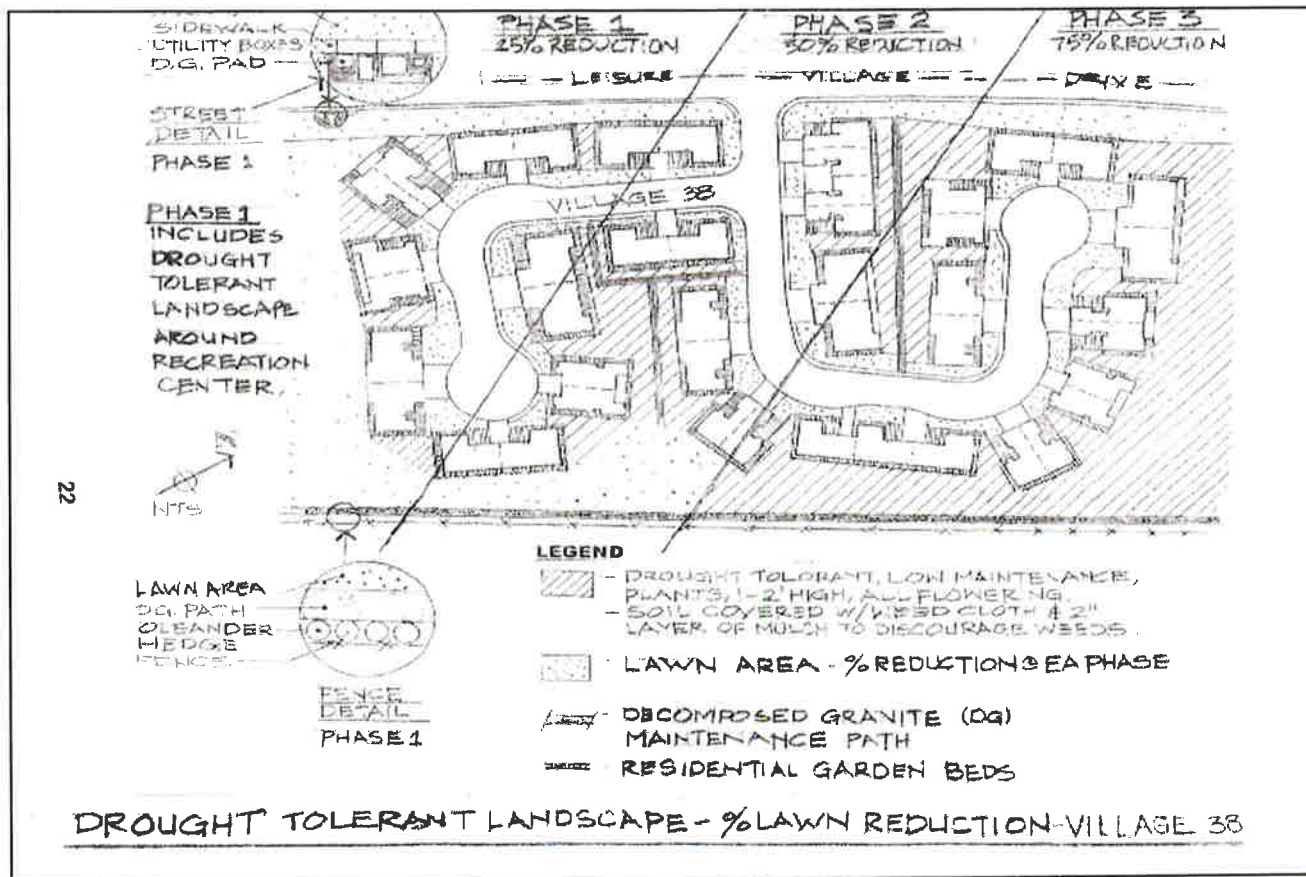 SIDEWALK
UTILITY BOXES
D.G. PAD
STREET
DETAIL
PHASE 1
PHASE 1
25% REDUCTION
PHASE 2
50% REDUCTION
PHASE 3
75% REDUCTION
LEISURE VILLAGE DRIVE
VILLAGE 38
PHASE 1
INCLUDES
DROUGHT
TOLERANT
LANDSCAPE
AROUND
RECREATION
CENTER.
NTS
22
LAWN AREA
D.G. PATH
OLEANDER
HEDGE
FENCE
FENCE
DETAIL
PHASE 1
LEGEND
- DROUGHT TOLORANT, LOW MAINTENANCE,
PLANTS, 1-2' HIGH, ALL FLOWERING.
- SOIL COVERED W/WEED CLOTH & 2"
LAYER OF MULCH TO DISCOURAGE WEEDS.
- LAWN AREA - % REDUCTION @ EA PHASE
- DECOMPOSED GRANITE (DG)
MAINTENANCE PATH
- RESIDENTIAL GARDEN BEDS
DROUGHT TOLERANT LANDSCAPE - % LAWN REDUCTION - VILLAGE 38